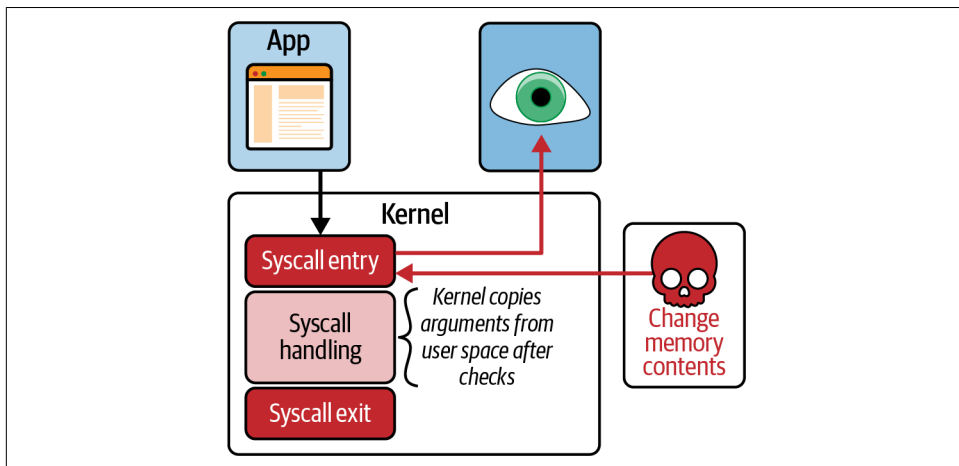 App
Kernel
Syscall entry
Syscall
handling
Kernel copies
arguments from
user space after
checks
Syscall exit
Change
memory
contents